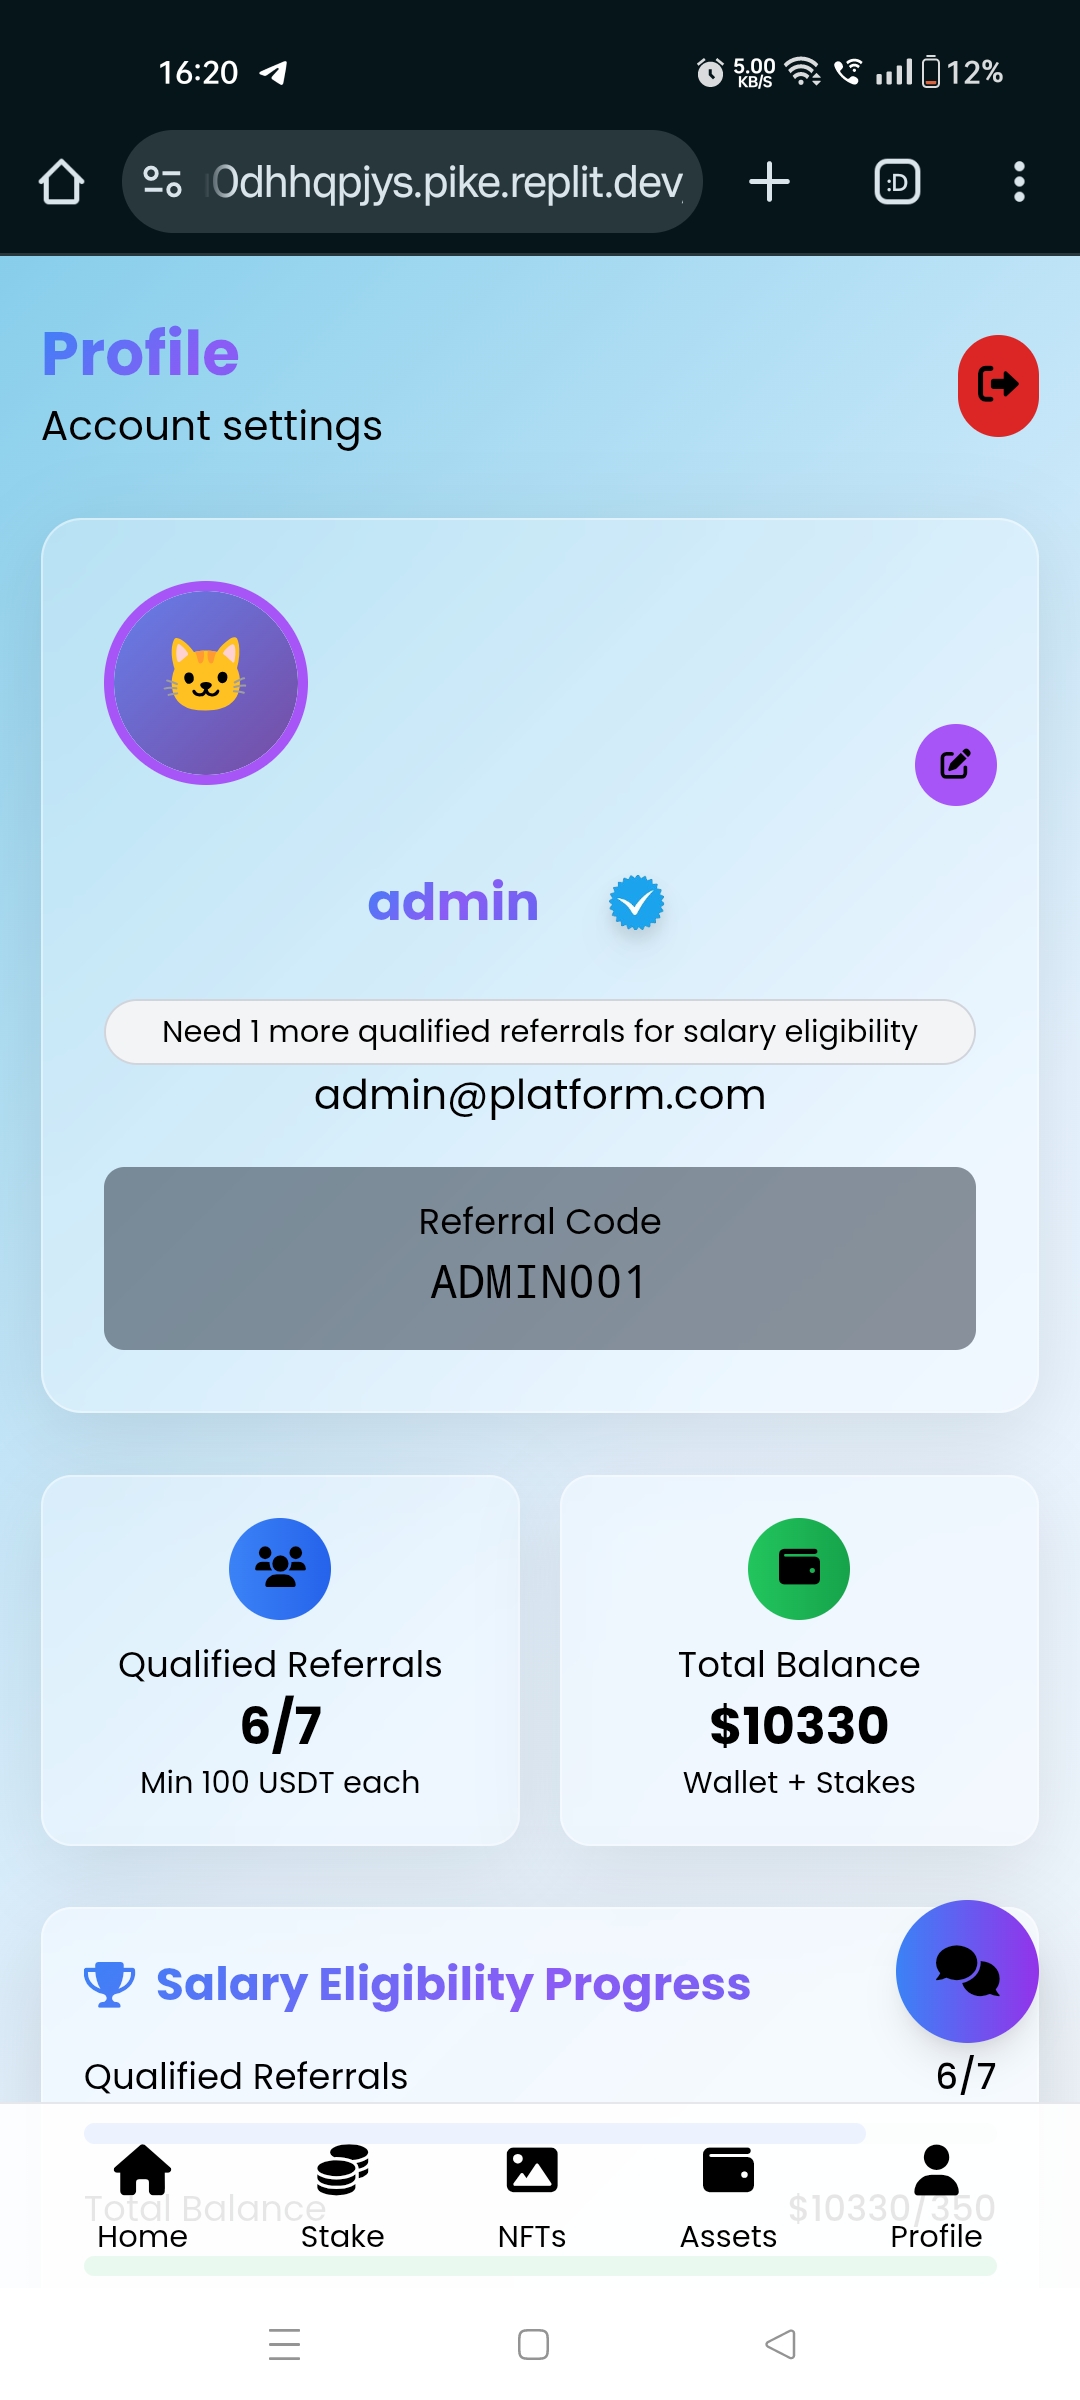 16:20
5.00
KB/S
12%
0dhhqpjys.pike.replit.dev
:D
Profile
Account settings
admin
Need 1 more qualified referrals for salary eligibility
admin@platform.com
Referral Code
ADMIN001
Qualified Referrals
6/7
Min 100 USDT each
Total Balance
$10330
Wallet + Stakes
Salary Eligibility Progress
Qualified Referrals 6/7
Total Balance $10330/350
Home Stake NFTs Assets Profile